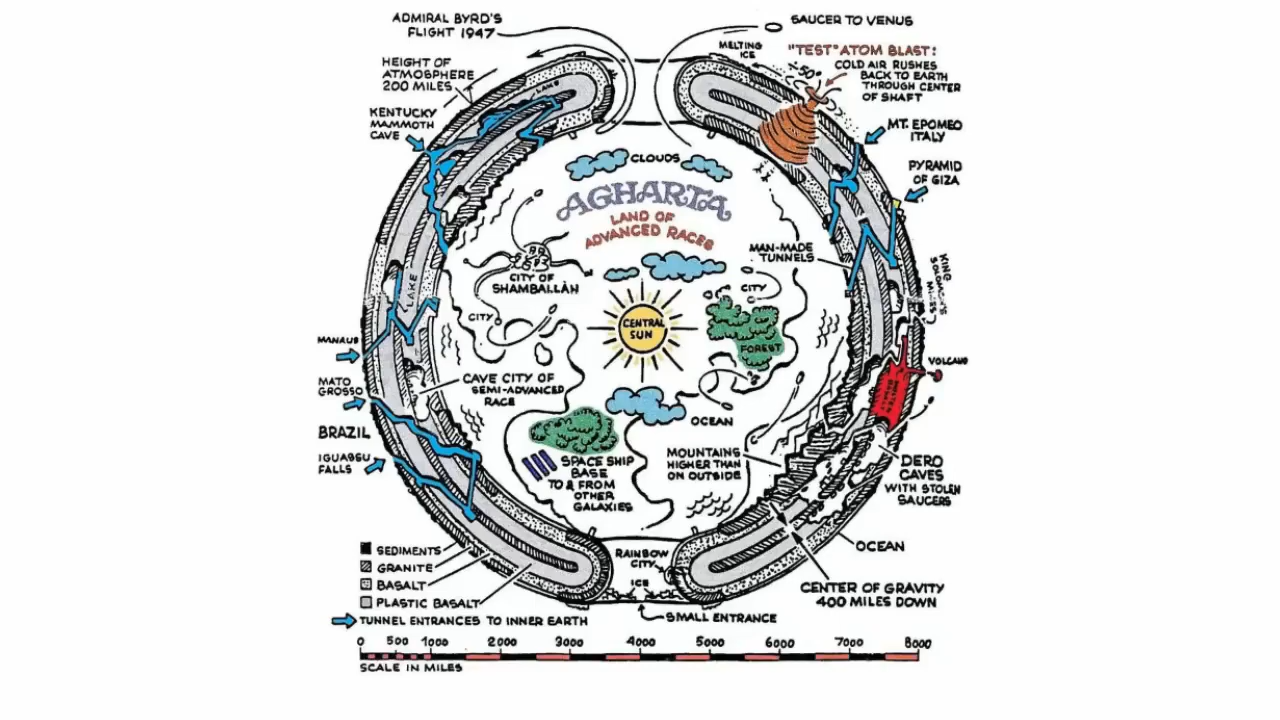 ADMIRAL BYRD'S
FLIGHT 1947
SAUCER TO VENUS
MELTING
ICE
"TEST" ATOM BLAST:
-50°
COLD AIR RUSHES
BACK TO EARTH
THROUGH CENTER
OF SHAFT
HEIGHT OF
ATMOSPHERE
200 MILES
LAKE
KENTUCKY
MAMMOTH
CAVE
MT. EPOMEO
ITALY
PYRAMID
OF GIZA
CLOUDS
AGHARTA
LAND OF
ADVANCED RACES
MAN-MADE
TUNNELS
KING
SOLOMON'S
MINES
CITY OF
SHAMBALLAH
CITY
CITY
LAKE
CENTRAL
SUN
FOREST
MANAUS
VOLCANO
MATO
GROSSO
CAVE CITY OF
SEMI-ADVANCED
RACE
OCEAN
BRAZIL
IGUASSU
FALLS
SPACE SHIP
BASE
TO & FROM
OTHER
GALAXIES
MOUNTAINS
HIGHER THAN
ON OUTSIDE
DERO
CAVES
WITH STOLEN
SAUCERS
OCEAN
RAINBOW
CITY
ICE
SEDIMENTS
GRANITE
BASALT
PLASTIC BASALT
CENTER OF GRAVITY
400 MILES DOWN
TUNNEL ENTRANCES TO INNER EARTH
SMALL ENTRANCE
0 500 1000 2000 3000 4000 5000 6000 7000 8000
SCALE IN MILES